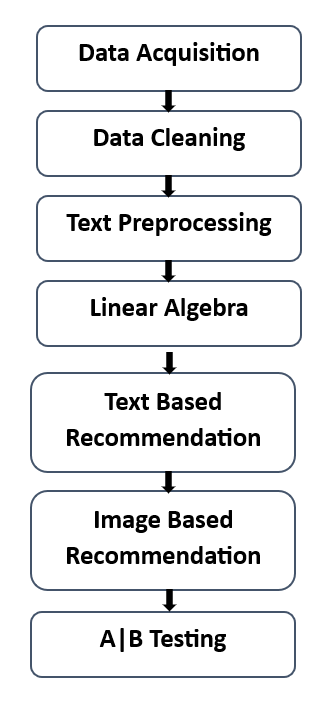 Data Acquisition
Data Cleaning
Text Preprocessing
Linear Algebra
Text Based
Recommendation
Image Based
Recommendation
A|B Testing